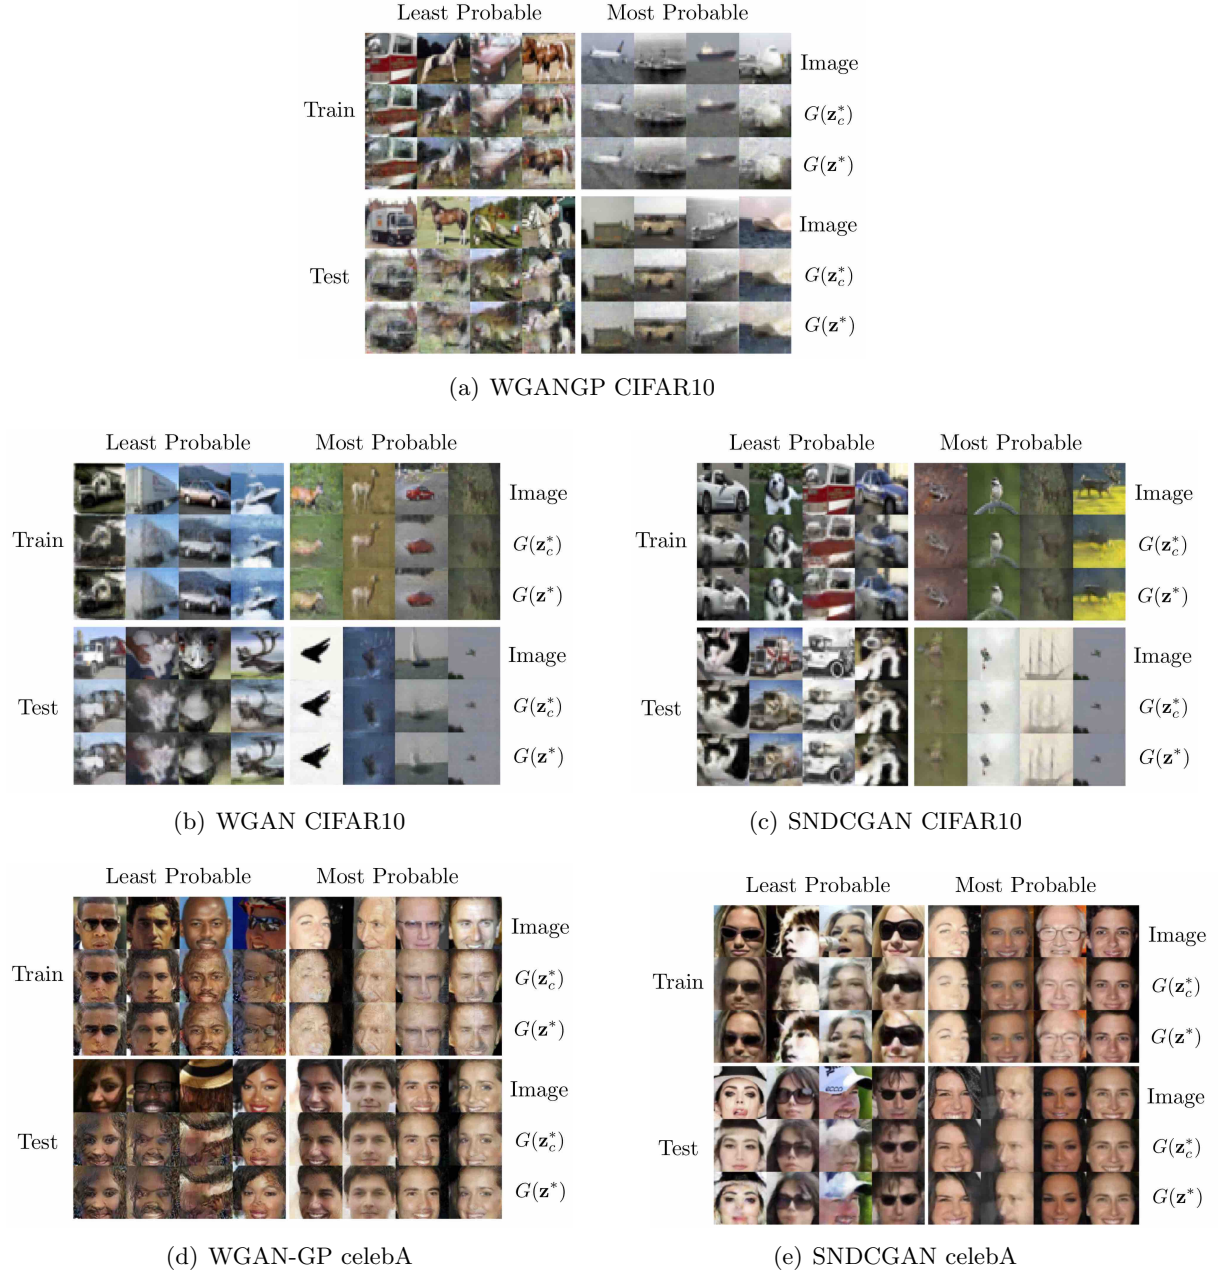 Least Probable Most Probable
Image
Train G(z*_c)
G(z*)
Image
Test G(z*_c)
G(z*)
(a) WGANGP CIFAR10
Least Probable Most Probable
Image
Train G(z*_c)
G(z*)
Image
Test G(z*_c)
G(z*)
(b) WGAN CIFAR10
Least Probable Most Probable
Image
Train G(z*_c)
G(z*)
Image
Test G(z*_c)
G(z*)
(c) SNDCGAN CIFAR10
Least Probable Most Probable
Image
Train G(z*_c)
G(z*)
Image
Test G(z*_c)
G(z*)
(d) WGAN-GP celebA
Least Probable Most Probable
Image
Train G(z*_c)
G(z*)
Image
Test G(z*_c)
G(z*)
(e) SNDCGAN celebA